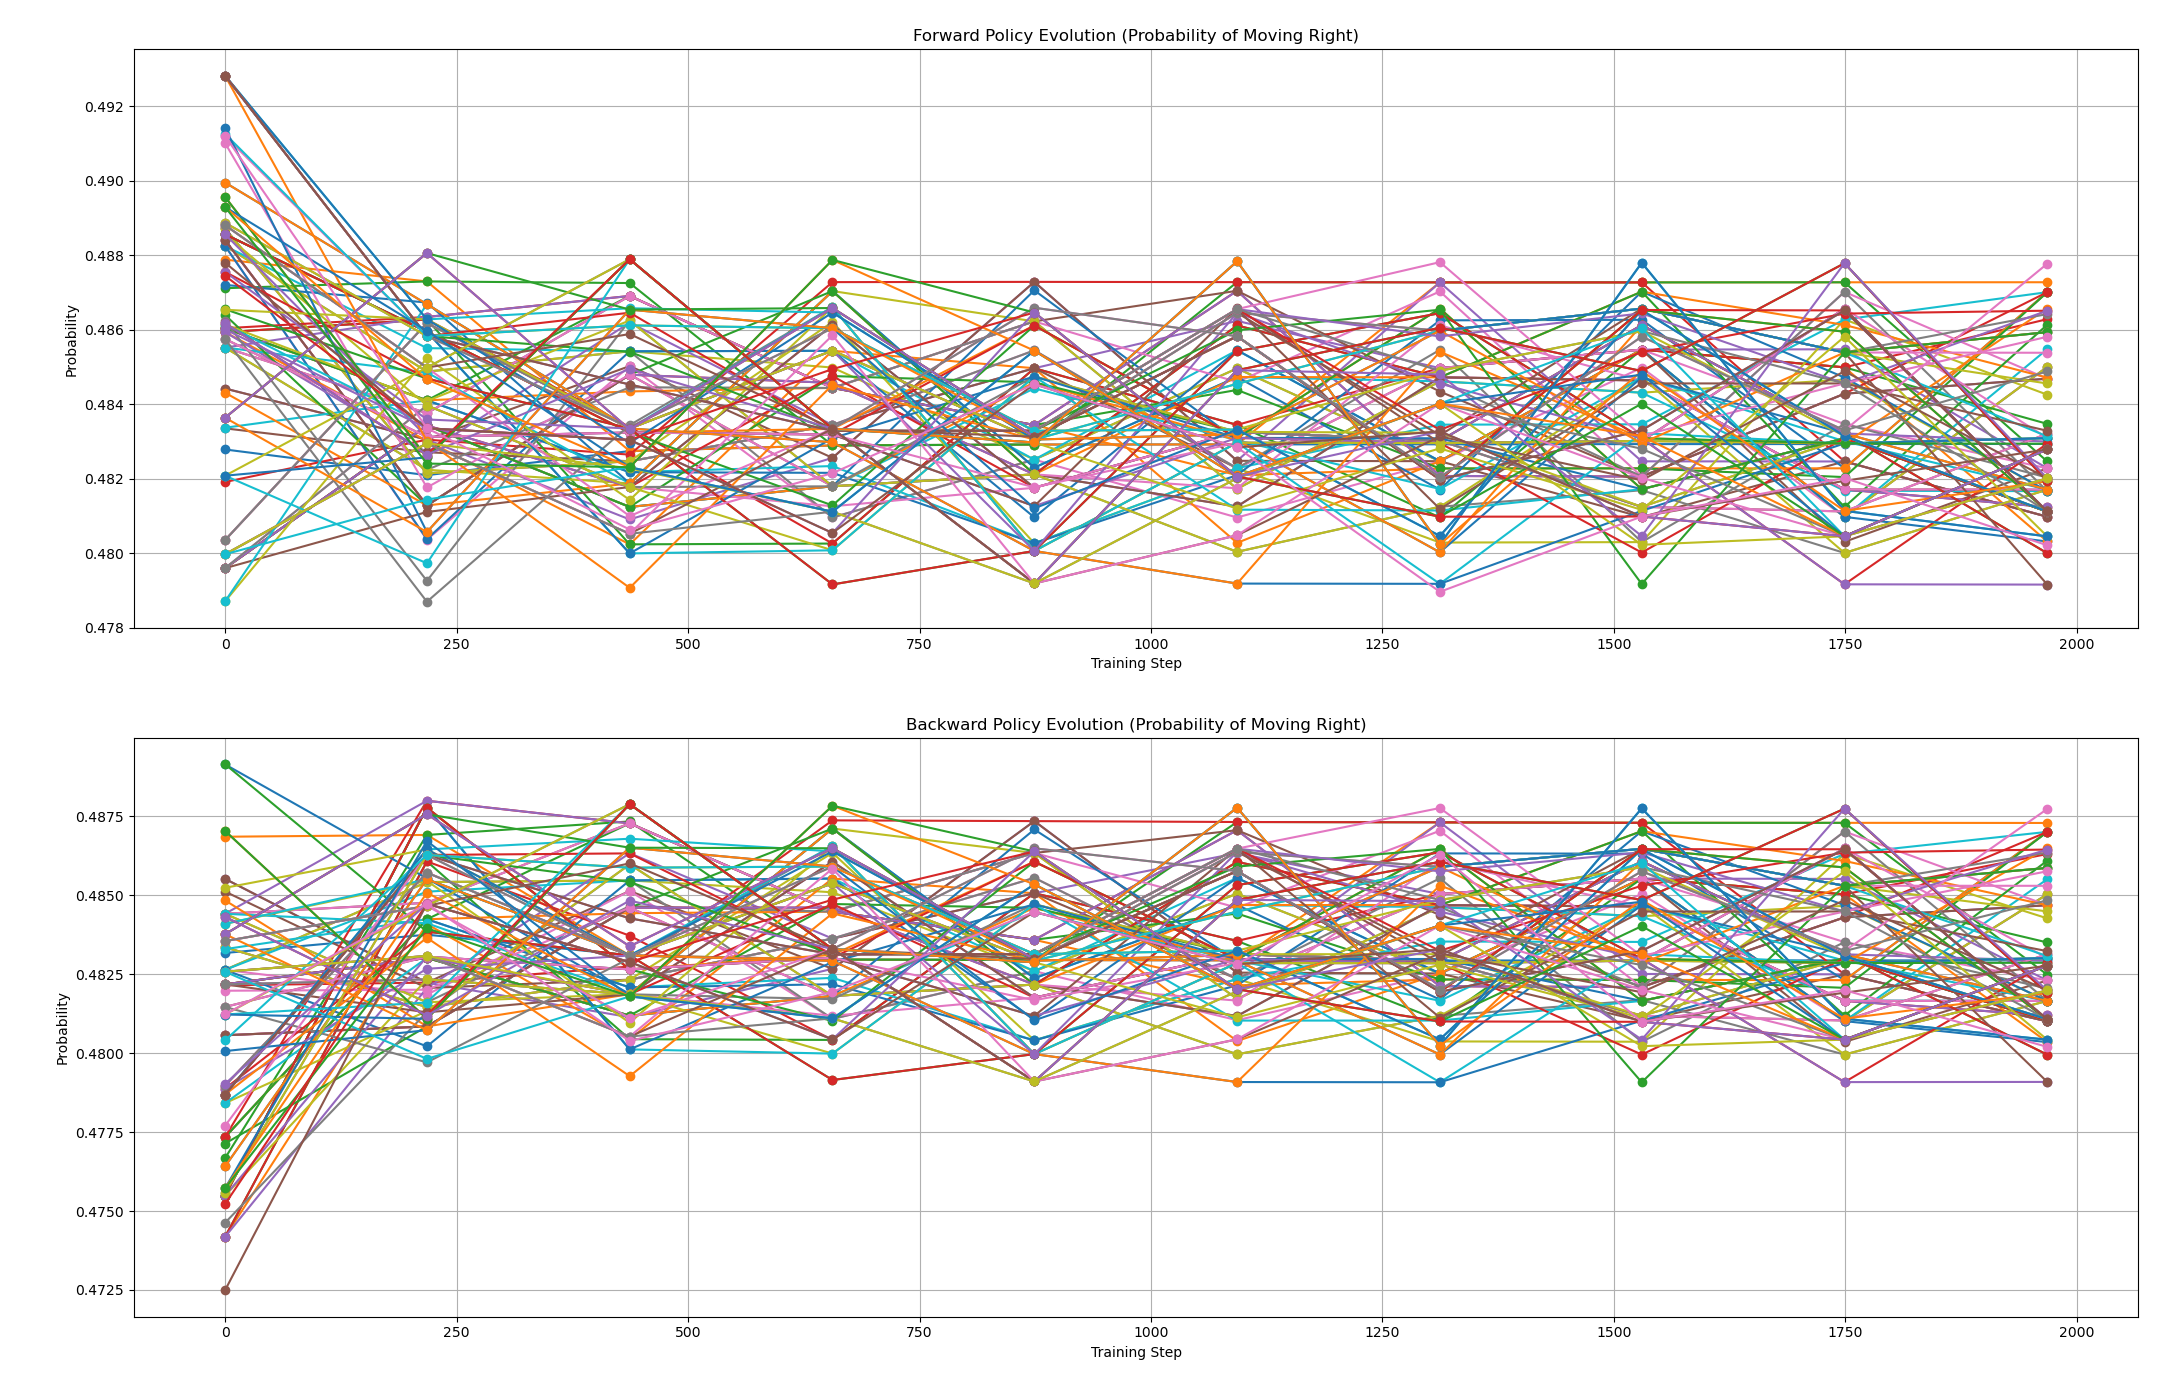 Forward Policy Evolution (Probability of Moving Right)
0.492
0.490
0.488
0.486
0.484
0.482
0.480
0.478
Probability
0 250 500 750 1000 1250 1500 1750 2000
Training Step
Backward Policy Evolution (Probability of Moving Right)
0.4875
0.4850
0.4825
0.4800
0.4775
0.4750
0.4725
Probability
0 250 500 750 1000 1250 1500 1750 2000
Training Step